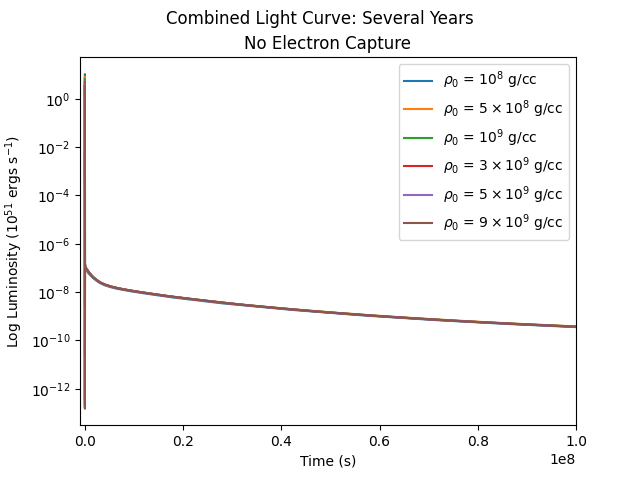 Combined Light Curve: Several Years
No Electron Capture
ρ₀ = 10⁸ g/cc
ρ₀ = 5 × 10⁸ g/cc
ρ₀ = 10⁹ g/cc
ρ₀ = 3 × 10⁹ g/cc
ρ₀ = 5 × 10⁹ g/cc
ρ₀ = 9 × 10⁹ g/cc
Log Luminosity (10⁵¹ ergs s⁻¹)
10⁰
10⁻²
10⁻⁴
10⁻⁶
10⁻⁸
10⁻¹⁰
10⁻¹²
0.0 0.2 0.4 0.6 0.8 1.0
1e8
Time (s)